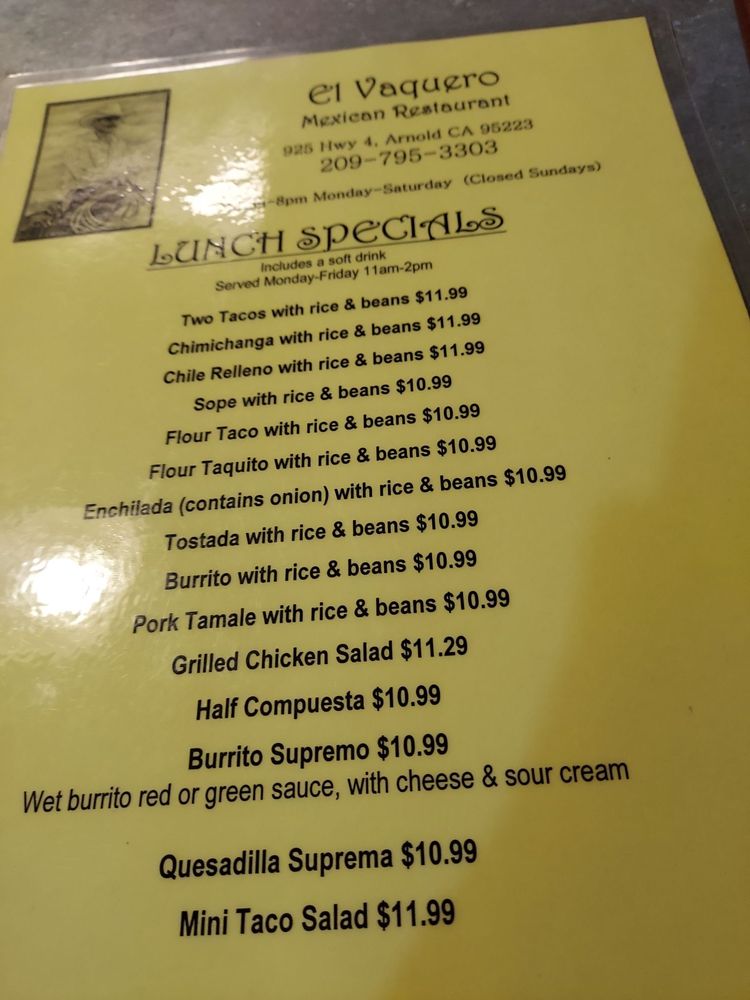 El Vaquero
Mexican Restaurant
925 Hwy 4, Arnold CA 95223
209-795-3303
-8pm Monday-Saturday (Closed Sundays)
LUNCH SPECIALS
Includes a soft drink
Served Monday-Friday 11am-2pm
Two Tacos with rice & beans $11.99
Chimichanga with rice & beans $11.99
Chile Relleno with rice & beans $11.99
Sope with rice & beans $10.99
Flour Taco with rice & beans $10.99
Flour Taquito with rice & beans $10.99
Enchilada (contains onion) with rice & beans $10.99
Tostada with rice & beans $10.99
Burrito with rice & beans $10.99
Pork Tamale with rice & beans $10.99
Grilled Chicken Salad $11.29
Half Compuesta $10.99
Burrito Supremo $10.99
Wet burrito red or green sauce, with cheese & sour cream
Quesadilla Suprema $10.99
Mini Taco Salad $11.99